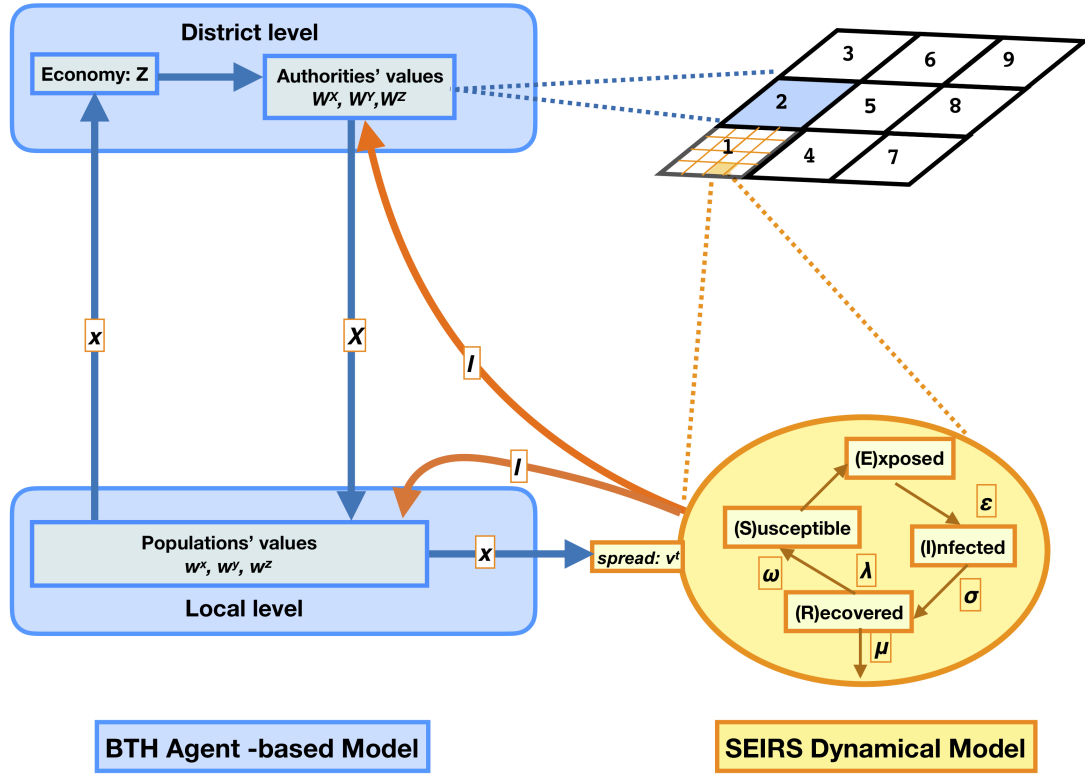 District level
Economy: Z
Authorities' values
W^X, W^Y,W^Z
3
6
9
2
5
8
1
4
7
x
X
I
I
Populations' values
w^x, w^y, w^z
Local level
x
spread: v^t
(E)xposed
(S)usceptible
ε
(I)nfected
ω
λ
σ
(R)ecovered
μ
BTH Agent -based Model
SEIRS Dynamical Model